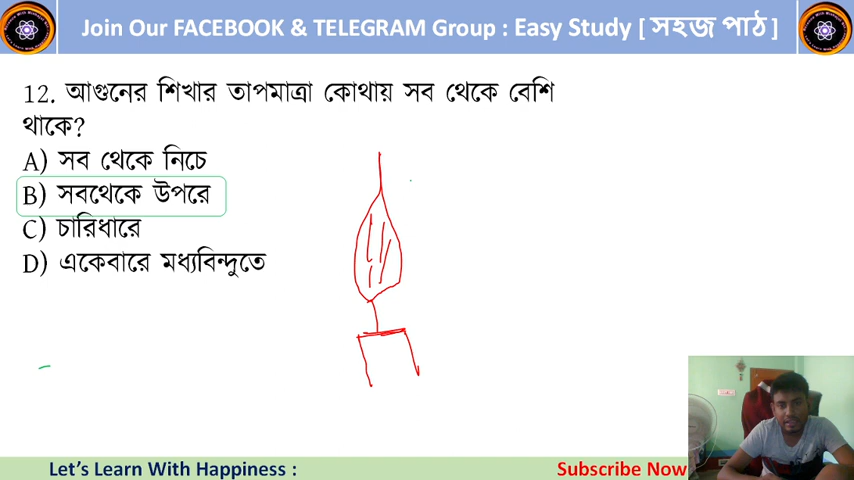 Join Our FACEBOOK & TELEGRAM Group : Easy Study [ সহজ পাঠ ]
12. আগুনের শিখার তাপমাত্রা কোথায় সব থেকে বেশি
থাকে?
A) সব থেকে নিচে
B) সবথেকে উপরে
C) চারিধারে
D) একেবারে মধ্যবিন্দুতে
Let's Learn With Happiness :
Subscribe Now